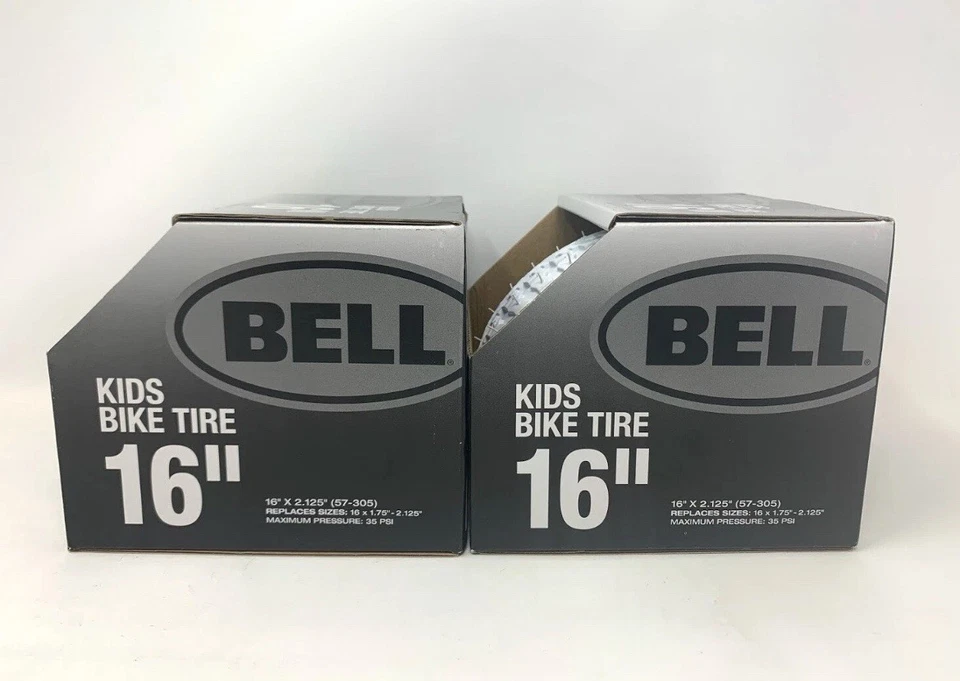 BELL®
KIDS
BIKE TIRE
16"
16" X 2.125" (57-305)
REPLACES SIZES: 16 x 1.75" - 2.125"
MAXIMUM PRESSURE: 35 PSI
BELL®
KIDS
BIKE TIRE
16"
16" X 2.125" (57-305)
REPLACES SIZES: 16 x 1.75" - 2.125"
MAXIMUM PRESSURE: 35 PSI